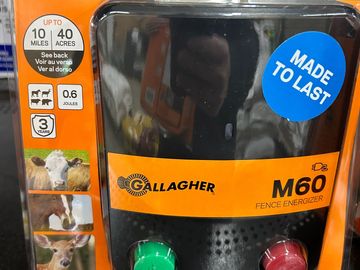 UP TO
10 40
MILES ACRES
See back
Voir au verso
Ver al dorso
0.6
JOULES
3
YEARS
MADE
TO LAST
GALLAGHER
M60
FENCE ENERGIZER